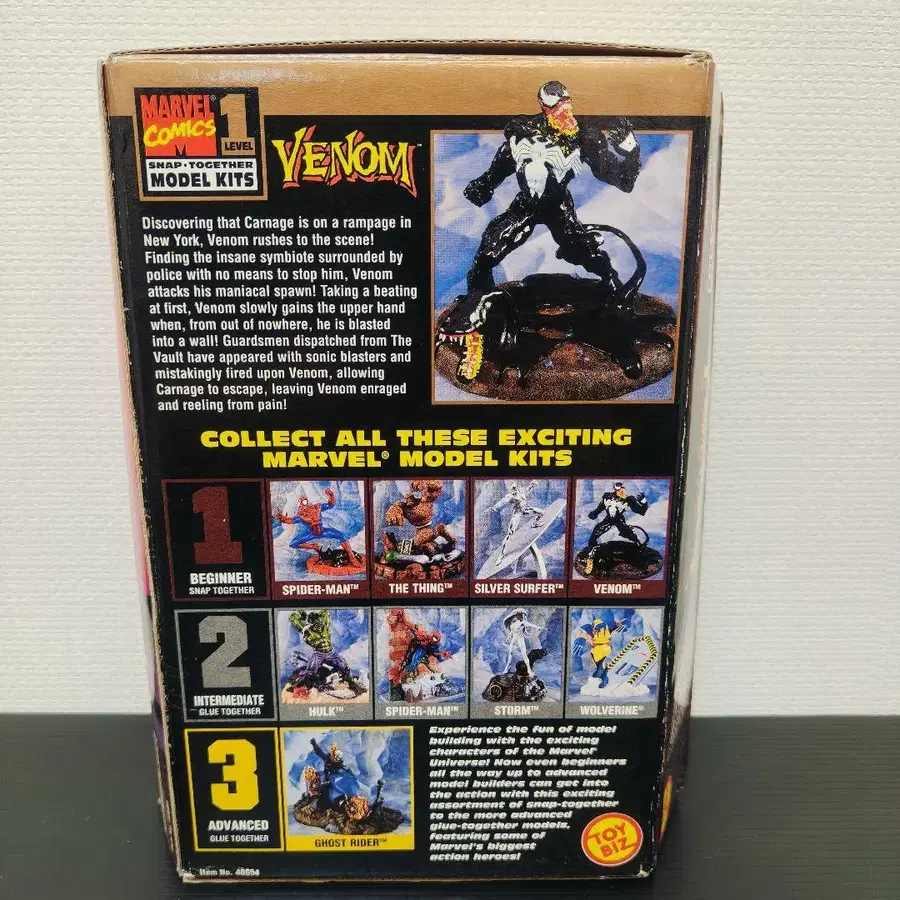 MARVEL®
COMICS
M
1
LEVEL
SNAP•TOGETHER
MODEL KITS
VENOM™
Discovering that Carnage is on a rampage in
New York, Venom rushes to the scene!
Finding the insane symbiote surrounded by
police with no means to stop him, Venom
attacks his maniacal spawn! Taking a beating
at first, Venom slowly gains the upper hand
when, from out of nowhere, he is blasted
into a wall! Guardsmen dispatched from The
Vault have appeared with sonic blasters and
mistakingly fired upon Venom, allowing
Carnage to escape, leaving Venom enraged
and reeling from pain!
COLLECT ALL THESE EXCITING
MARVEL® MODEL KITS
1
BEGINNER
SNAP TOGETHER
SPIDER-MAN™
THE THING™
SILVER SURFER™
VENOM™
2
INTERMEDIATE
GLUE TOGETHER
HULK™
SPIDER-MAN™
STORM™
WOLVERINE®
3
ADVANCED
GLUE TOGETHER
GHOST RIDER™
Experience the fun of model
building with the exciting
characters of the Marvel®
Universe! Now even beginners
all the way up to advanced
model builders can get into
the action with this exciting
assortment of snap-together
to the more advanced
glue-together models,
featuring some of
Marvel's biggest
action heroes!
TOY
BIZ
Item No. 48654